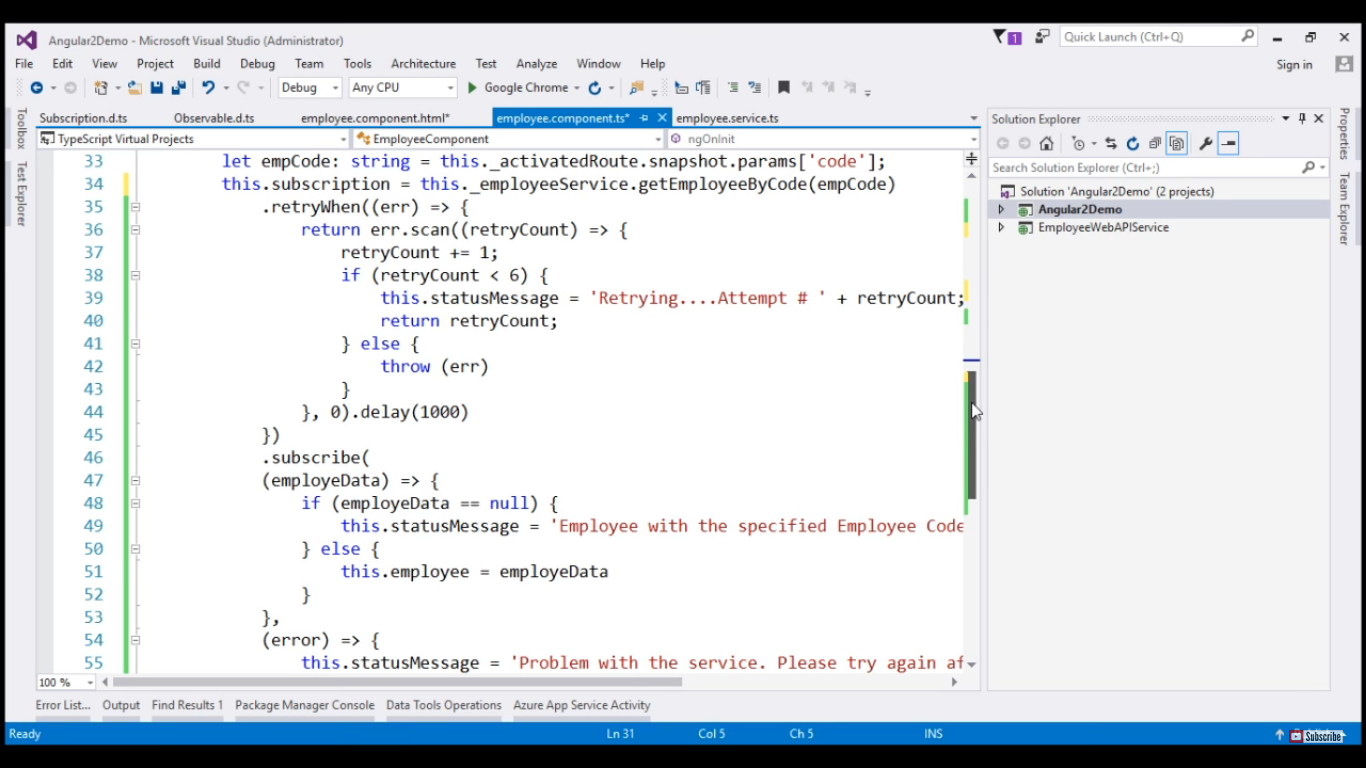 Angular2Demo - Microsoft Visual Studio (Administrator)
1
Quick Launch (Ctrl+Q)
File Edit View Project Build Debug Team Tools Architecture Test Analyze Window Help
Sign in
Debug Any CPU Google Chrome
Toolbox
Test Explorer
Subscription.d.ts Observable.d.ts employee.component.html* employee.component.ts* employee.service.ts
TypeScript Virtual Projects EmployeeComponent ngOnInit
33 let empCode: string = this._activatedRoute.snapshot.params['code'];
34 this.subscription = this._employeeService.getEmployeeByCode(empCode)
35 .retryWhen((err) => {
36 return err.scan((retryCount) => {
37 retryCount += 1;
38 if (retryCount < 6) {
39 this.statusMessage = 'Retrying....Attempt # ' + retryCount;
40 return retryCount;
41 } else {
42 throw (err)
43 }
44 }, 0).delay(1000)
45 })
46 .subscribe(
47 (employeData) => {
48 if (employeData == null) {
49 this.statusMessage = 'Employee with the specified Employee Code
50 } else {
51 this.employee = employeData
52 }
53 },
54 (error) => {
55 this.statusMessage = 'Problem with the service. Please try again af
100 %
Solution Explorer
Search Solution Explorer (Ctrl+;)
Solution 'Angular2Demo' (2 projects)
Angular2Demo
EmployeeWebAPIService
Properties
Team Explorer
Error List... Output Find Results 1 Package Manager Console Data Tools Operations Azure App Service Activity
Ready Ln 31 Col 5 Ch 5 INS
Subscribe